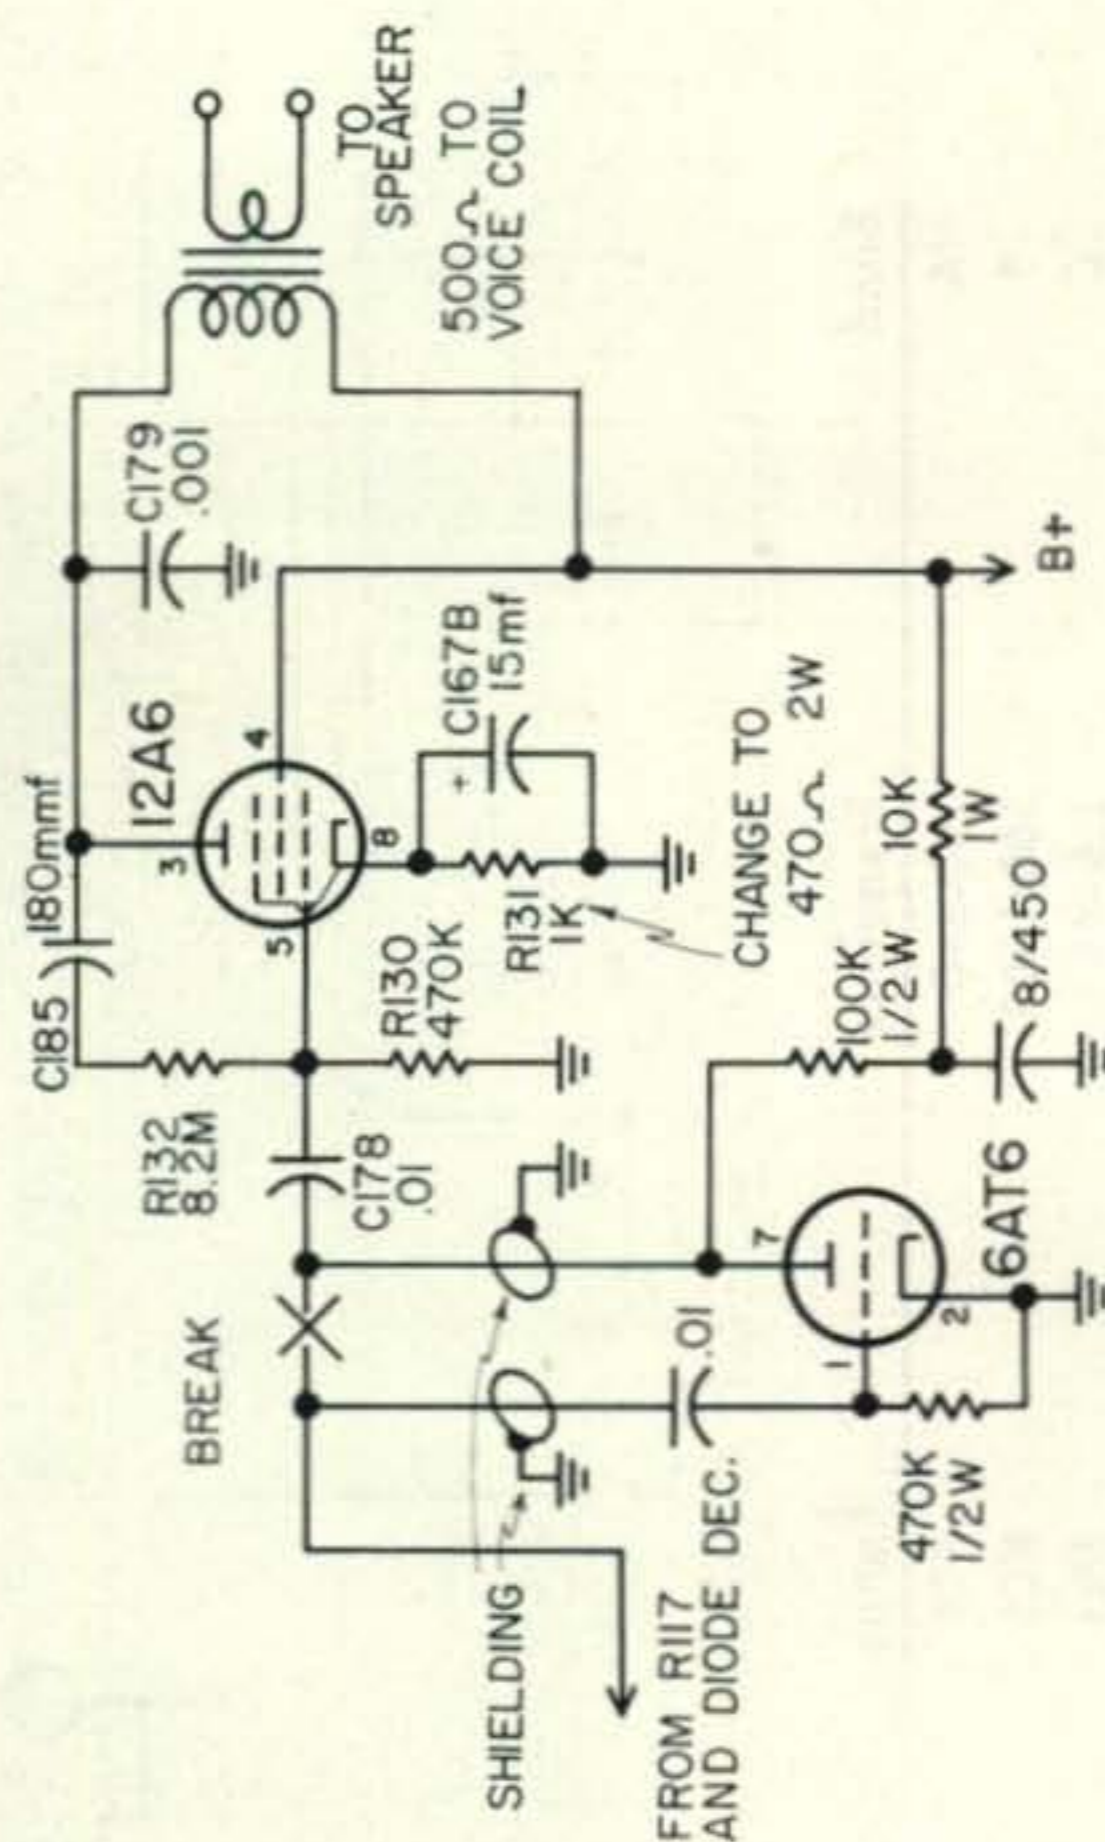 C185
180mmf
12A6
C179
.001
TO
SPEAKER
500Ω TO
VOICE COIL
R132
8.2M
3
4
5
8
R130
470K
R131
1K
+
C167B
15mf
BREAK
C178
.01
CHANGE TO
470Ω 2W
SHIELDING
.01
7
1
2
6AT6
100K
1/2W
10K
1W
8/450
B+
FROM R117
AND DIODE DEC.
470K
1/2W